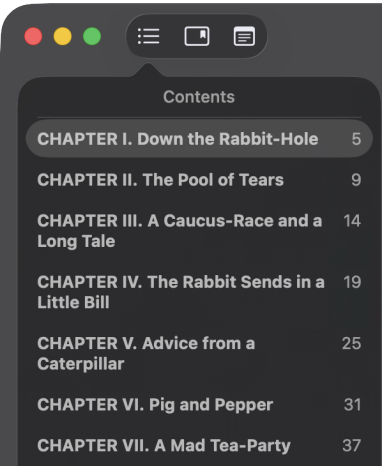 Contents
CHAPTER I. Down the Rabbit-Hole 5
CHAPTER II. The Pool of Tears 9
CHAPTER III. A Caucus-Race and a 14
Long Tale
CHAPTER IV. The Rabbit Sends in a 19
Little Bill
CHAPTER V. Advice from a 25
Caterpillar
CHAPTER VI. Pig and Pepper 31
CHAPTER VII. A Mad Tea-Party 37